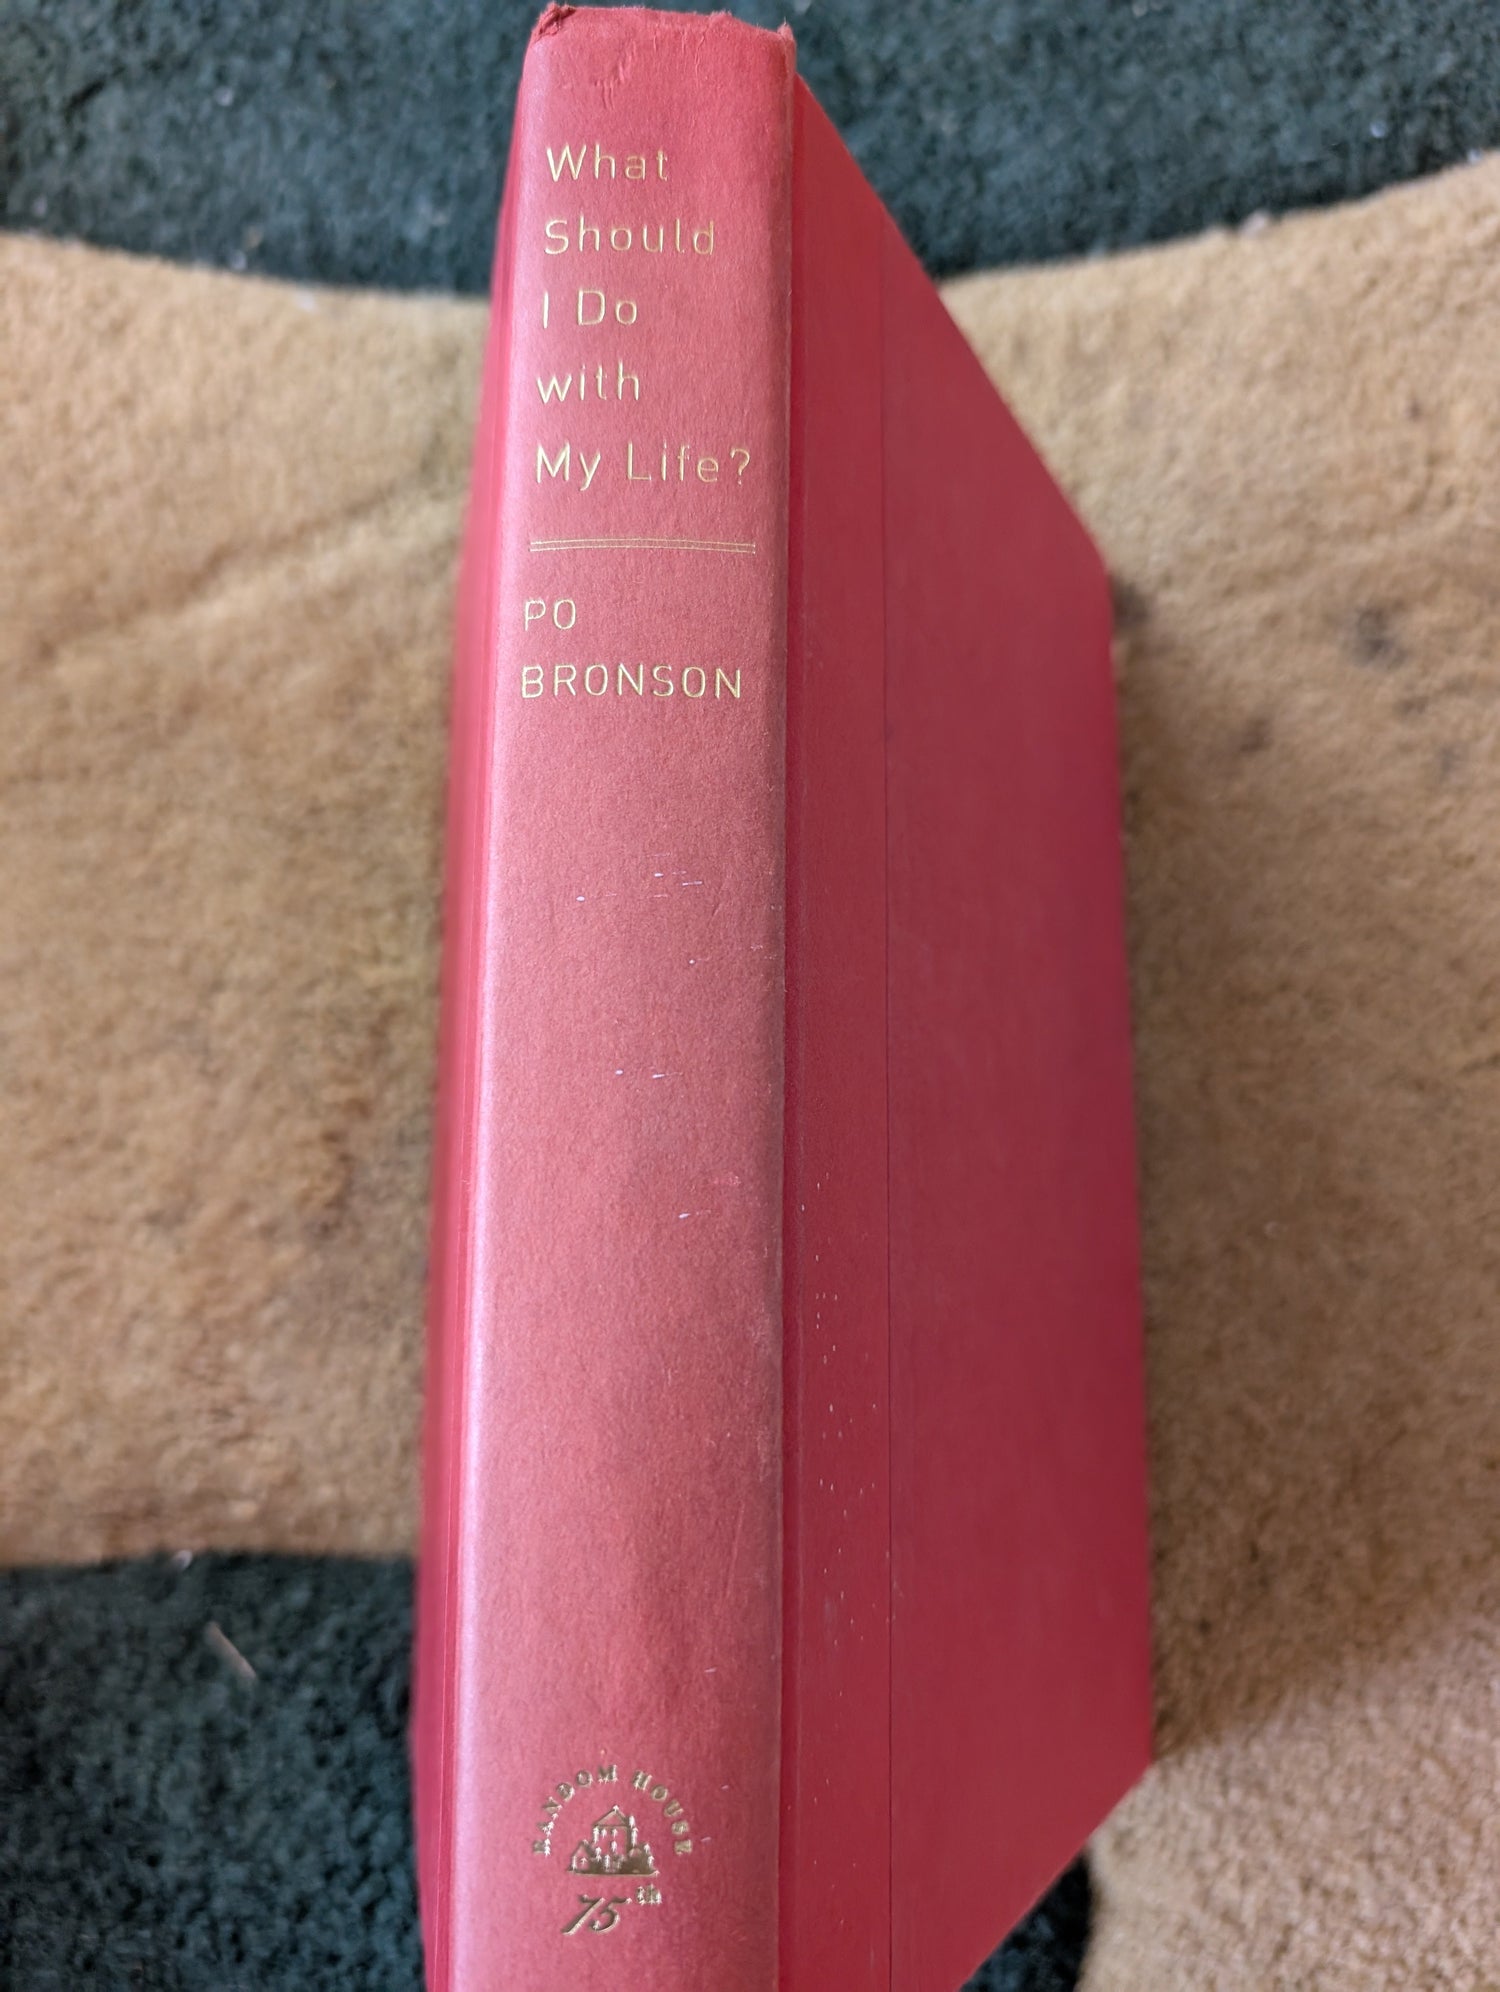 What
Should
I Do
with
My Life?
PO
BRONSON
RANDOM HOUSE
75th